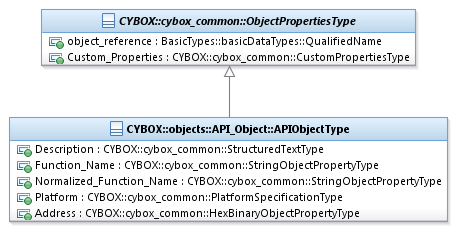 CYBOX::cybox_common::ObjectPropertiesType
object_reference : BasicTypes::basicDataTypes::QualifiedName
Custom_Properties : CYBOX::cybox_common::CustomPropertiesType
CYBOX::objects::API_Object::APIObjectType
Description : CYBOX::cybox_common::StructuredTextType
Function_Name : CYBOX::cybox_common::StringObjectPropertyType
Normalized_Function_Name : CYBOX::cybox_common::StringObjectPropertyType
Platform : CYBOX::cybox_common::PlatformSpecificationType
Address : CYBOX::cybox_common::HexBinaryObjectPropertyType